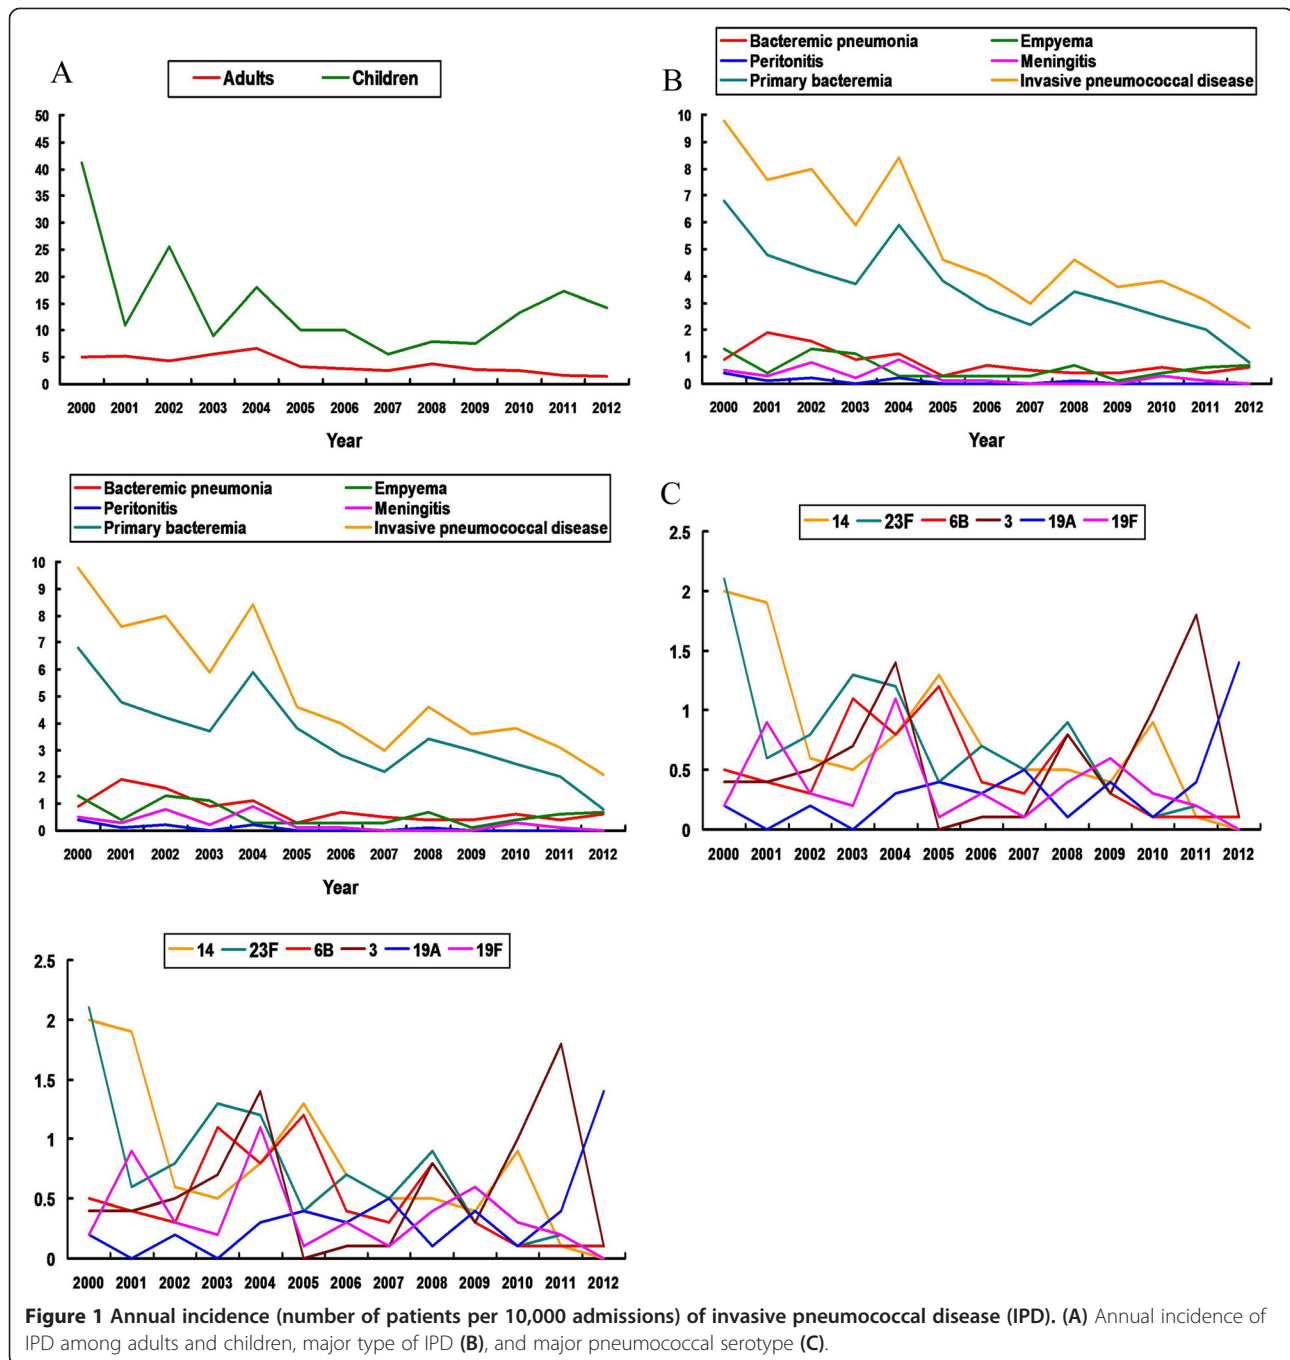 A
Adults Children
50
45
40
35
30
25
20
15
10
5
0
2000 2001 2002 2003 2004 2005 2006 2007 2008 2009 2010 2011 2012
Year
B
Bacteremic pneumonia Empyema
Peritonitis Meningitis
Primary bacteremia Invasive pneumococcal disease
10
9
8
7
6
5
4
3
2
1
0
2000 2001 2002 2003 2004 2005 2006 2007 2008 2009 2010 2011 2012
Year
Bacteremic pneumonia Empyema
Peritonitis Meningitis
Primary bacteremia Invasive pneumococcal disease
10
9
8
7
6
5
4
3
2
1
0
2000 2001 2002 2003 2004 2005 2006 2007 2008 2009 2010 2011 2012
Year
C
14 23F 6B 3 19A 19F
2.5
2
1.5
1
0.5
0
2000 2001 2002 2003 2004 2005 2006 2007 2008 2009 2010 2011 2012
14 23F 6B 3 19A 19F
2.5
2
1.5
1
0.5
0
2000 2001 2002 2003 2004 2005 2006 2007 2008 2009 2010 2011 2012
Figure 1 Annual incidence (number of patients per 10,000 admissions) of invasive pneumococcal disease (IPD). (A) Annual incidence of
IPD among adults and children, major type of IPD (B), and major pneumococcal serotype (C).